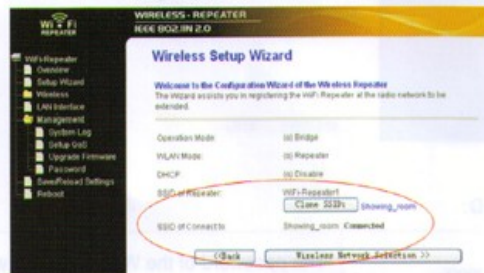 Wi + Fi
REPEATER
WIRELESS - REPEATER
IEEE 802.11N 2.0
WiFi-Repeater
Overview
Setup Wizard
Wireless
LAN Interface
Management
System Log
Setup QoS
Upgrade Firmware
Password
Save/Reload Settings
Reboot
Wireless Setup Wizard
Welcome to the Configuration Wizard of the Wireless Repeater
The Wizard assists you in registering the WiFi-Repeater at the radio network to be
extended.
Operation Mode: (o) Bridge
WLAN Mode: (o) Repeater
DHCP (o) Disable
SSID of Repeater: WiFi-Repeater1
Clone SSID: Showing_room
SSID of Connect to Showing_room Connected
<<Back Wireless Network Selection >>